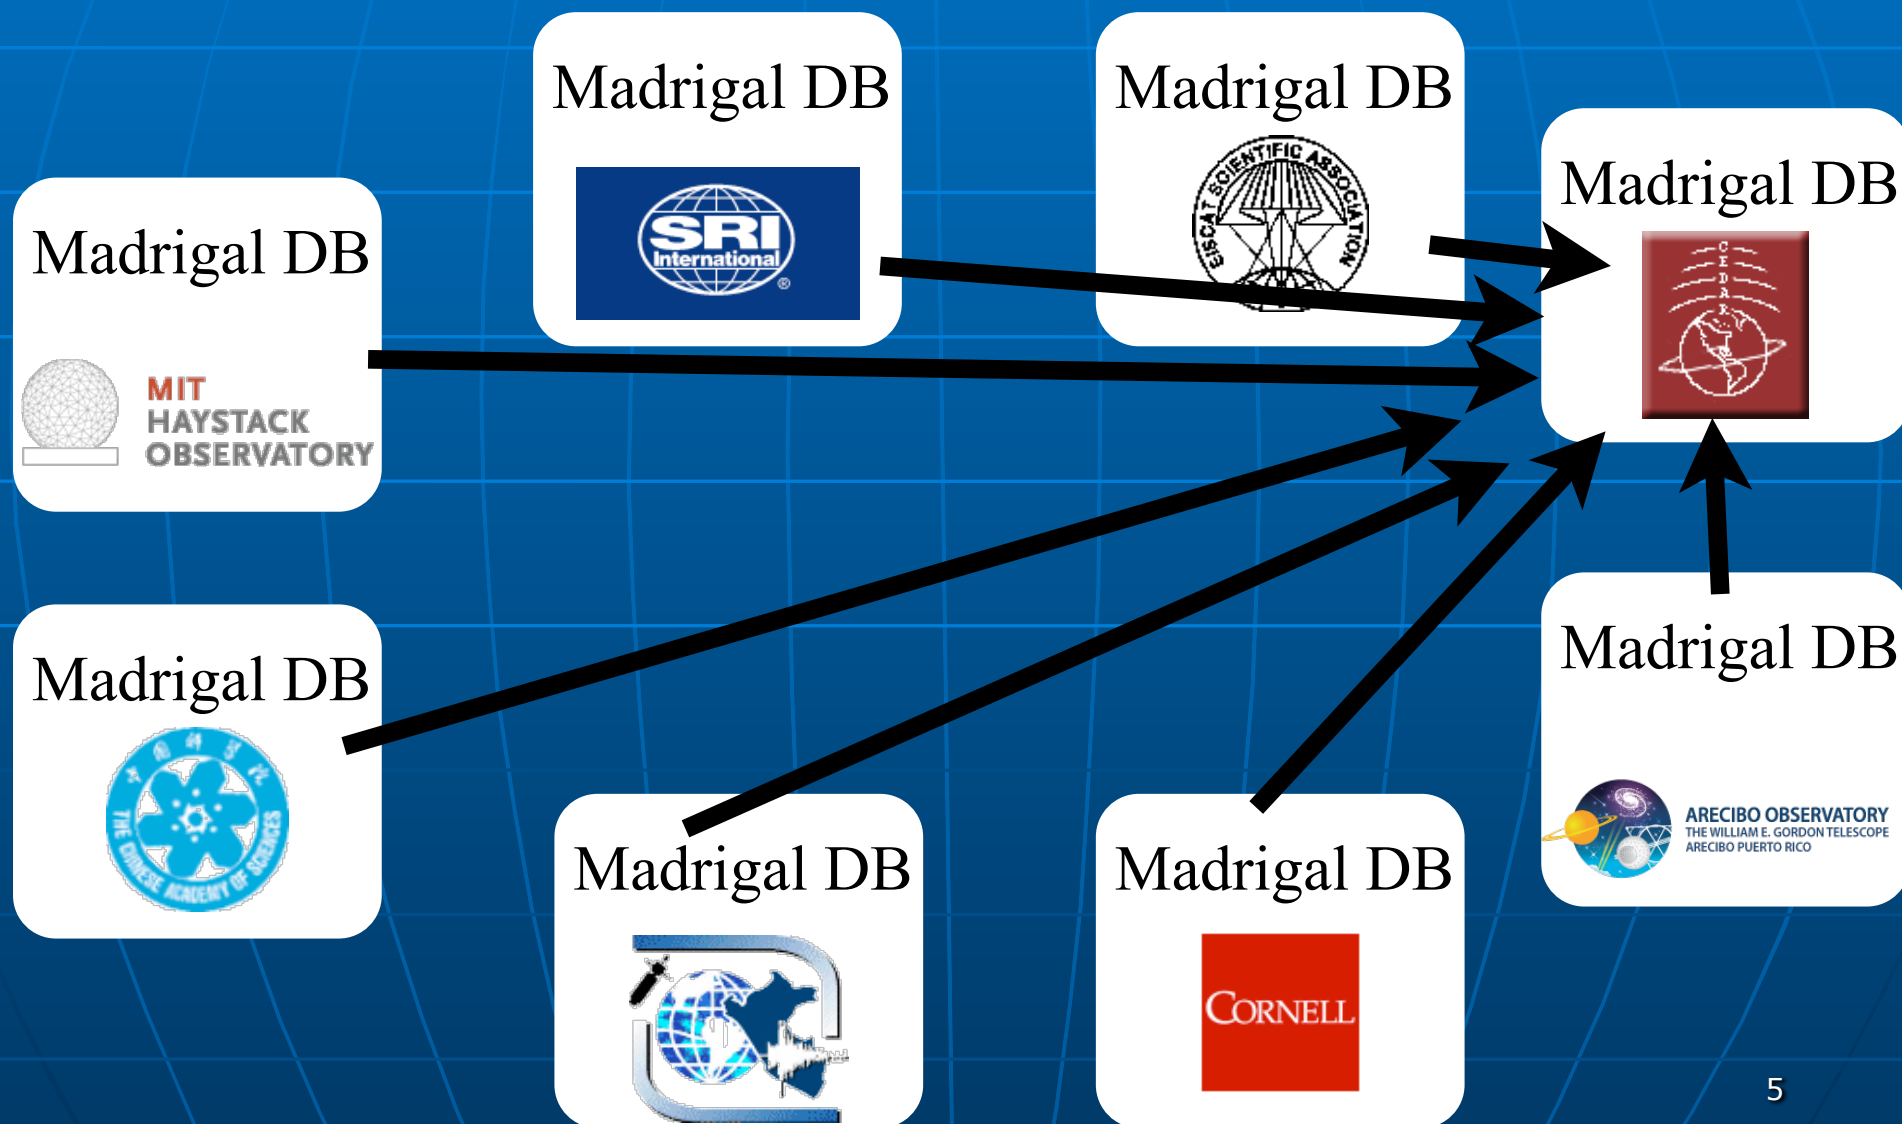 Madrigal DB
SRI
International
®
Madrigal DB
EISCAT SCIENTIFIC ASSOCIATION
Madrigal DB
CEDAR
Madrigal DB
MIT
HAYSTACK
OBSERVATORY
Madrigal DB
THE CHINESE ACADEMY OF SCIENCES
Madrigal DB
Madrigal DB
CORNELL
Madrigal DB
ARECIBO OBSERVATORY
THE WILLIAM E. GORDON TELESCOPE
ARECIBO PUERTO RICO
5